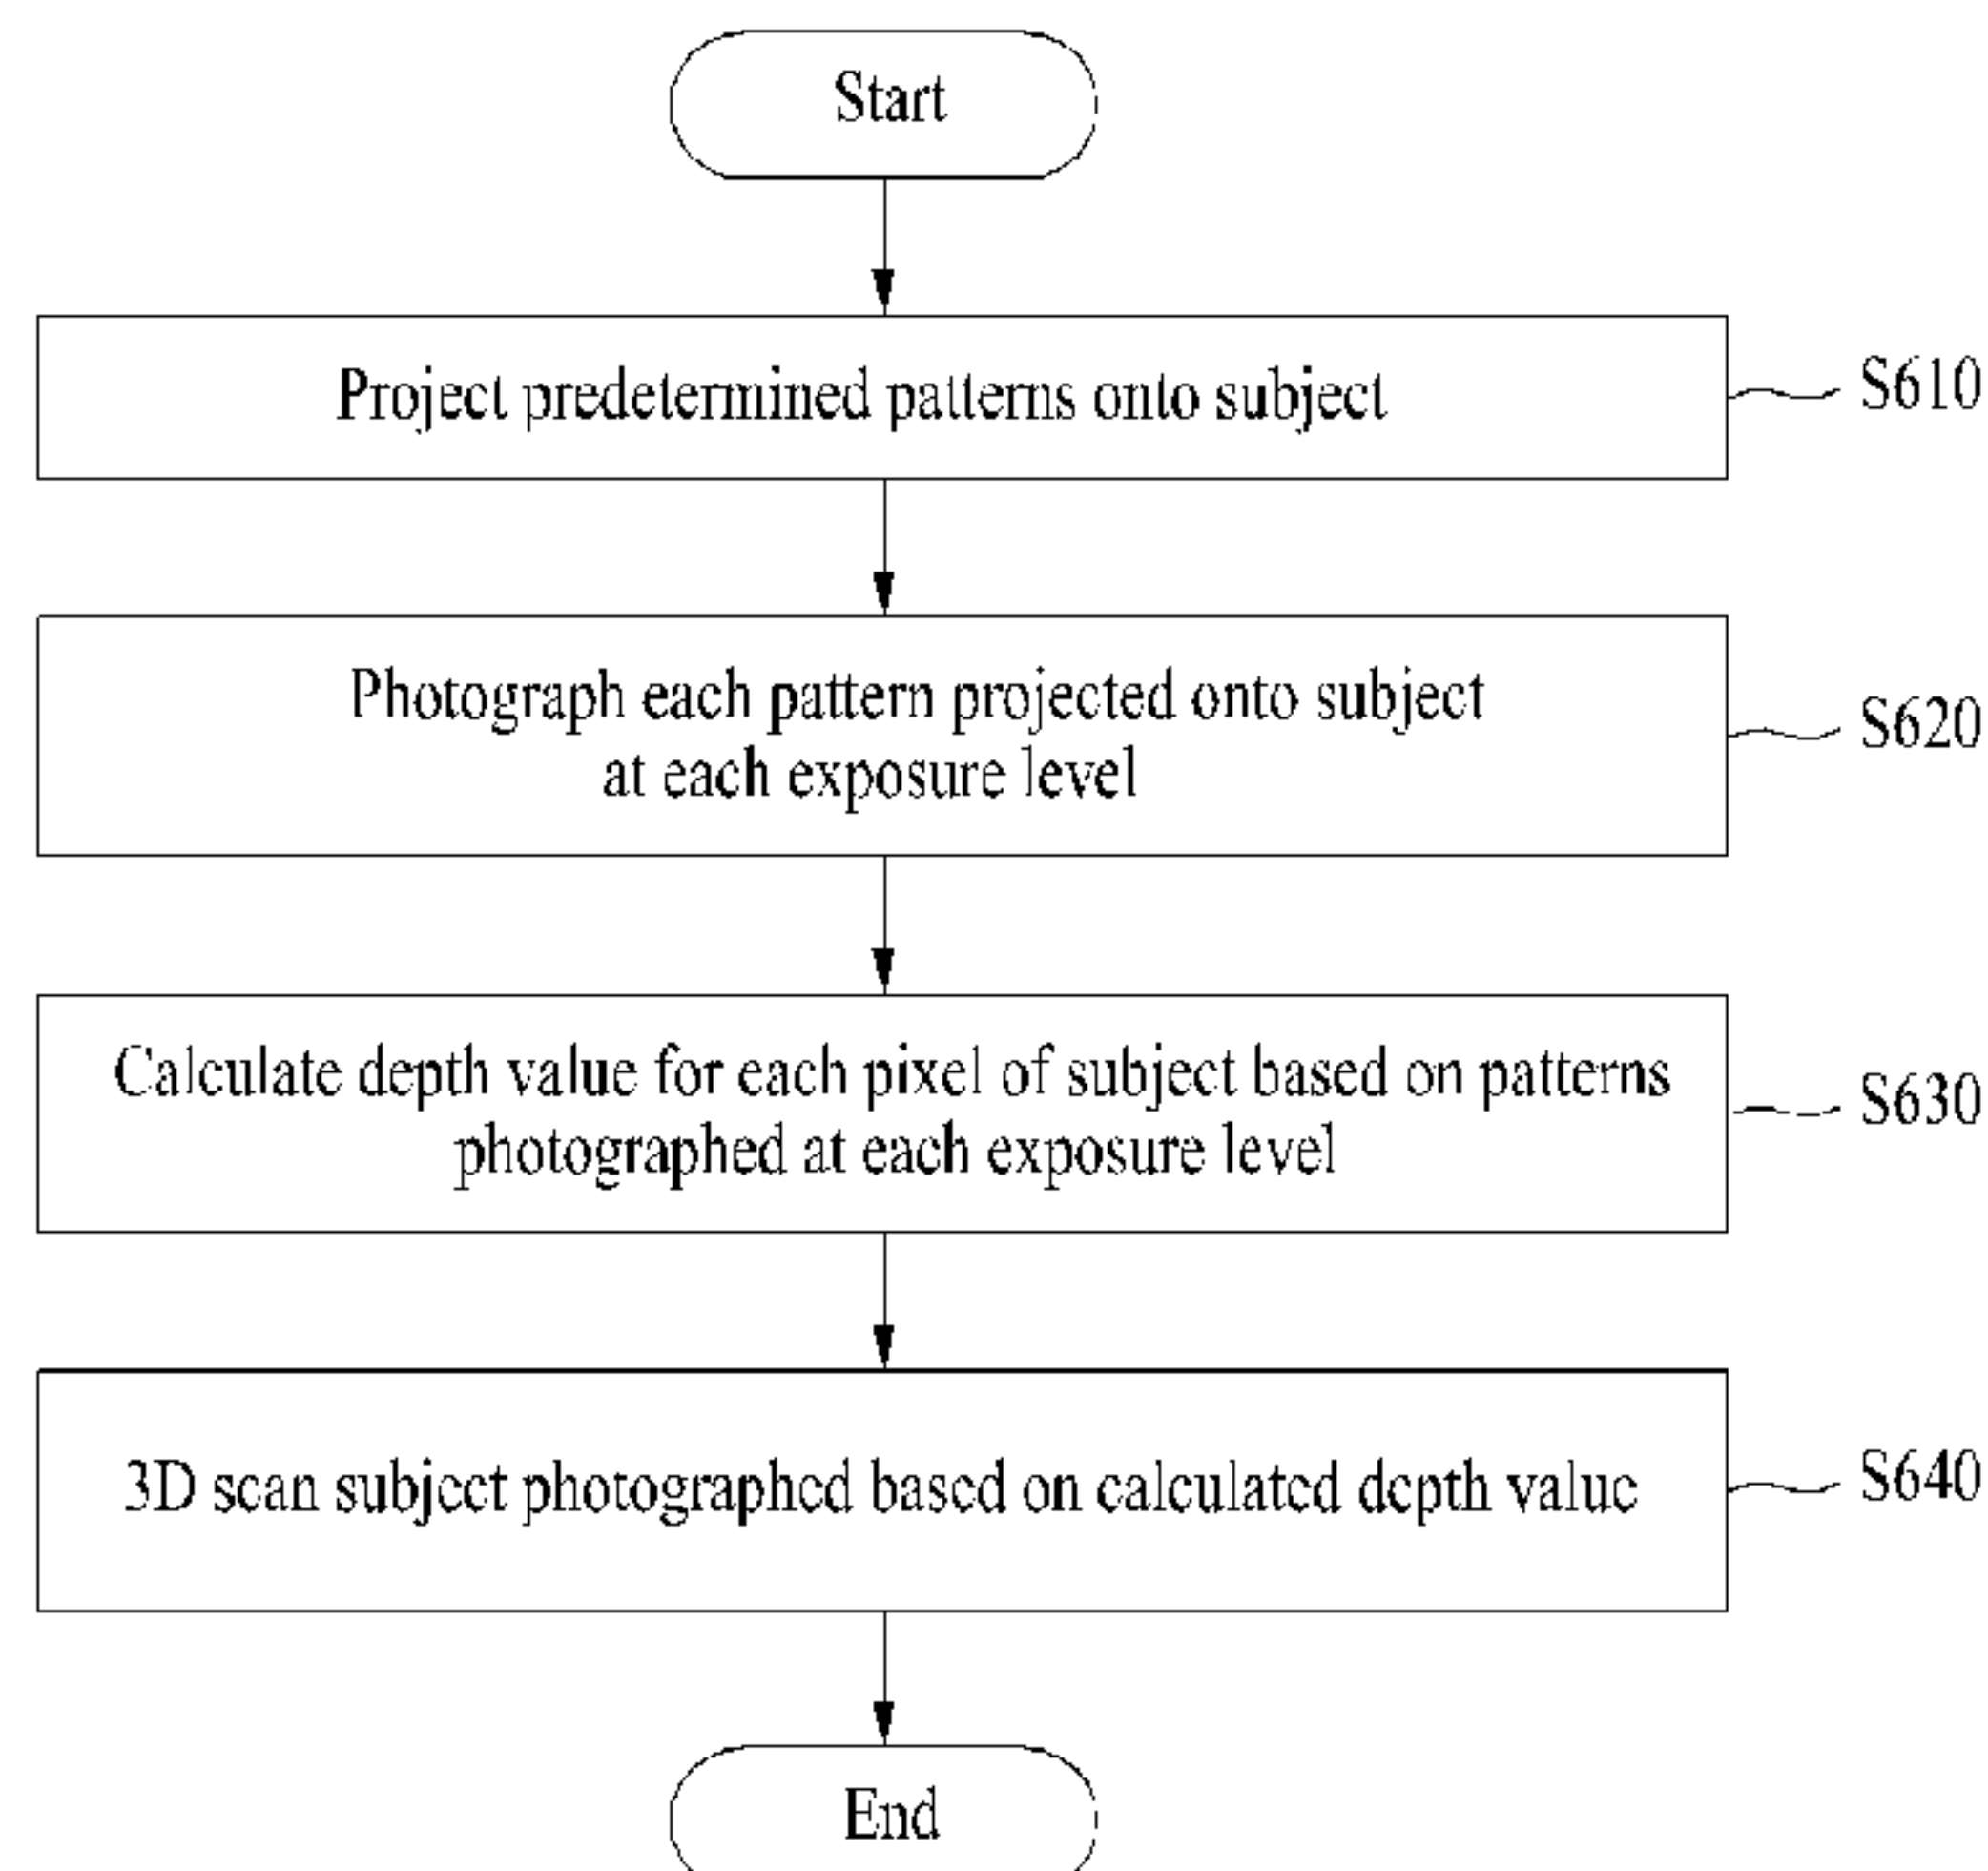 Start
Project predetermined patterns onto subject
S610
Photograph each pattern projected onto subject
at each exposure level
S620
Calculate depth value for each pixel of subject based on patterns
photographed at each exposure level
S630
3D scan subject photographed based on calculated depth value
S640
End